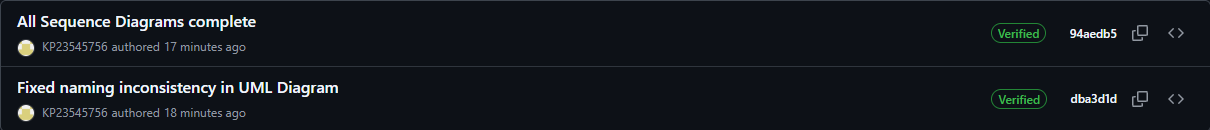 All Sequence Diagrams complete
KP23545756 authored 17 minutes ago
Verified
94aedb5
Fixed naming inconsistency in UML Diagram
KP23545756 authored 18 minutes ago
Verified
dba3d1d